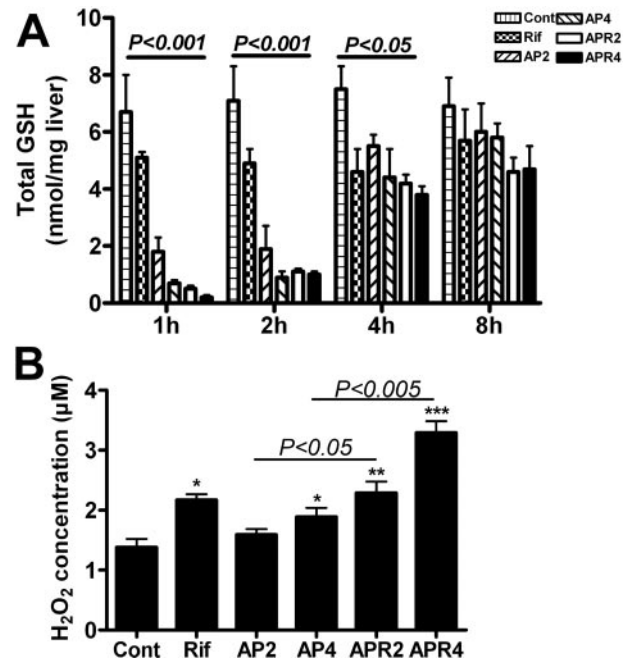 A
P<0.001
P<0.001
P<0.05
Cont
Rif
AP2
AP4
APR2
APR4
Total GSH
(nmol/mg liver)
10
8
6
4
2
0
1h
2h
4h
8h
B
H₂O₂ concentration (µM)
4
3
2
1
0
P<0.005
P<0.05
*
*
**
***
Cont
Rif
AP2
AP4
APR2
APR4